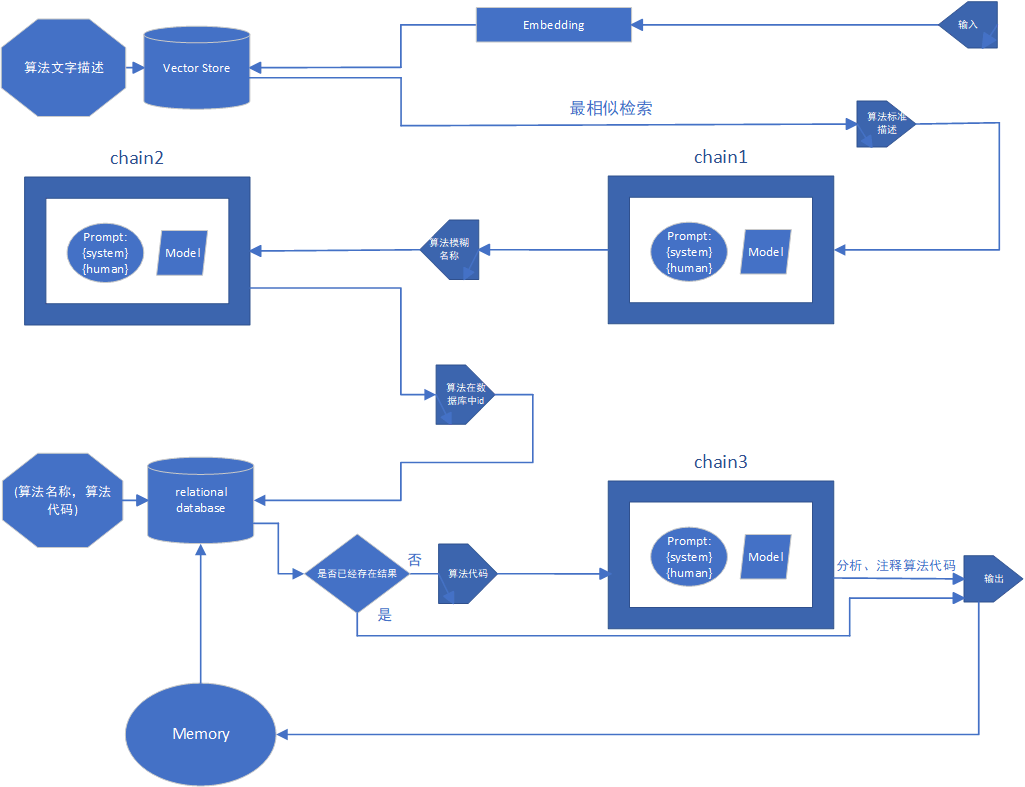 Embedding
输入
算法文字描述
Vector Store
最相似检索
算法标准
描述
chain2
chain1
Prompt:
{system}
{human}
Model
算法模糊
名称
Prompt:
{system}
{human}
Model
算法在数
据库中id
chain3
(算法名称，算法
代码)
relational
database
是否已经存在结果
否
算法代码
Prompt:
{system}
{human}
Model
分析、注释算法代码
输出
是
Memory